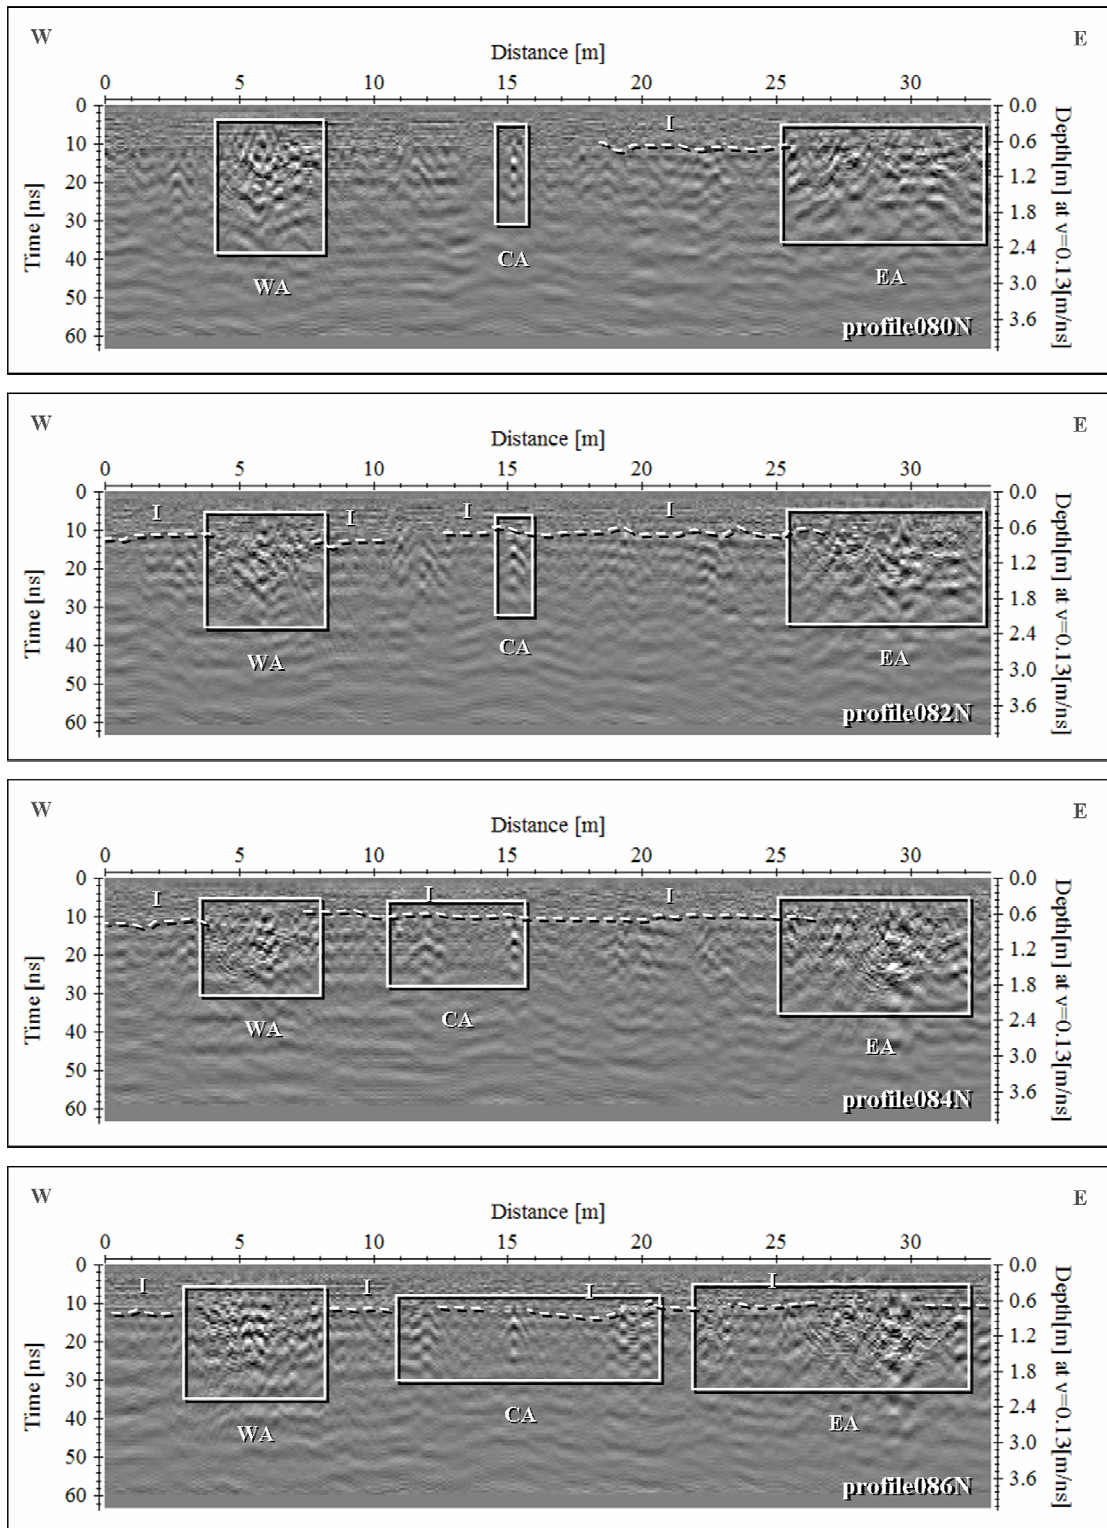 W E
Distance [m]
0 5 10 15 20 25 30
Time [ns]
0 10 20 30 40 50 60
Depth[m] at v=0.13[m/ns]
0.0 0.6 1.2 1.8 2.4 3.0 3.6
I
WA CA EA
profile080N
W E
Distance [m]
0 5 10 15 20 25 30
Time [ns]
0 10 20 30 40 50 60
Depth[m] at v=0.13[m/ns]
0.0 0.6 1.2 1.8 2.4 3.0 3.6
I I I I
WA CA EA
profile082N
W E
Distance [m]
0 5 10 15 20 25 30
Time [ns]
0 10 20 30 40 50 60
Depth[m] at v=0.13[m/ns]
0.0 0.6 1.2 1.8 2.4 3.0 3.6
I I I
WA CA EA
profile084N
W E
Distance [m]
0 5 10 15 20 25 30
Time [ns]
0 10 20 30 40 50 60
Depth[m] at v=0.13[m/ns]
0.0 0.6 1.2 1.8 2.4 3.0 3.6
I I I I
WA CA EA
profile086N